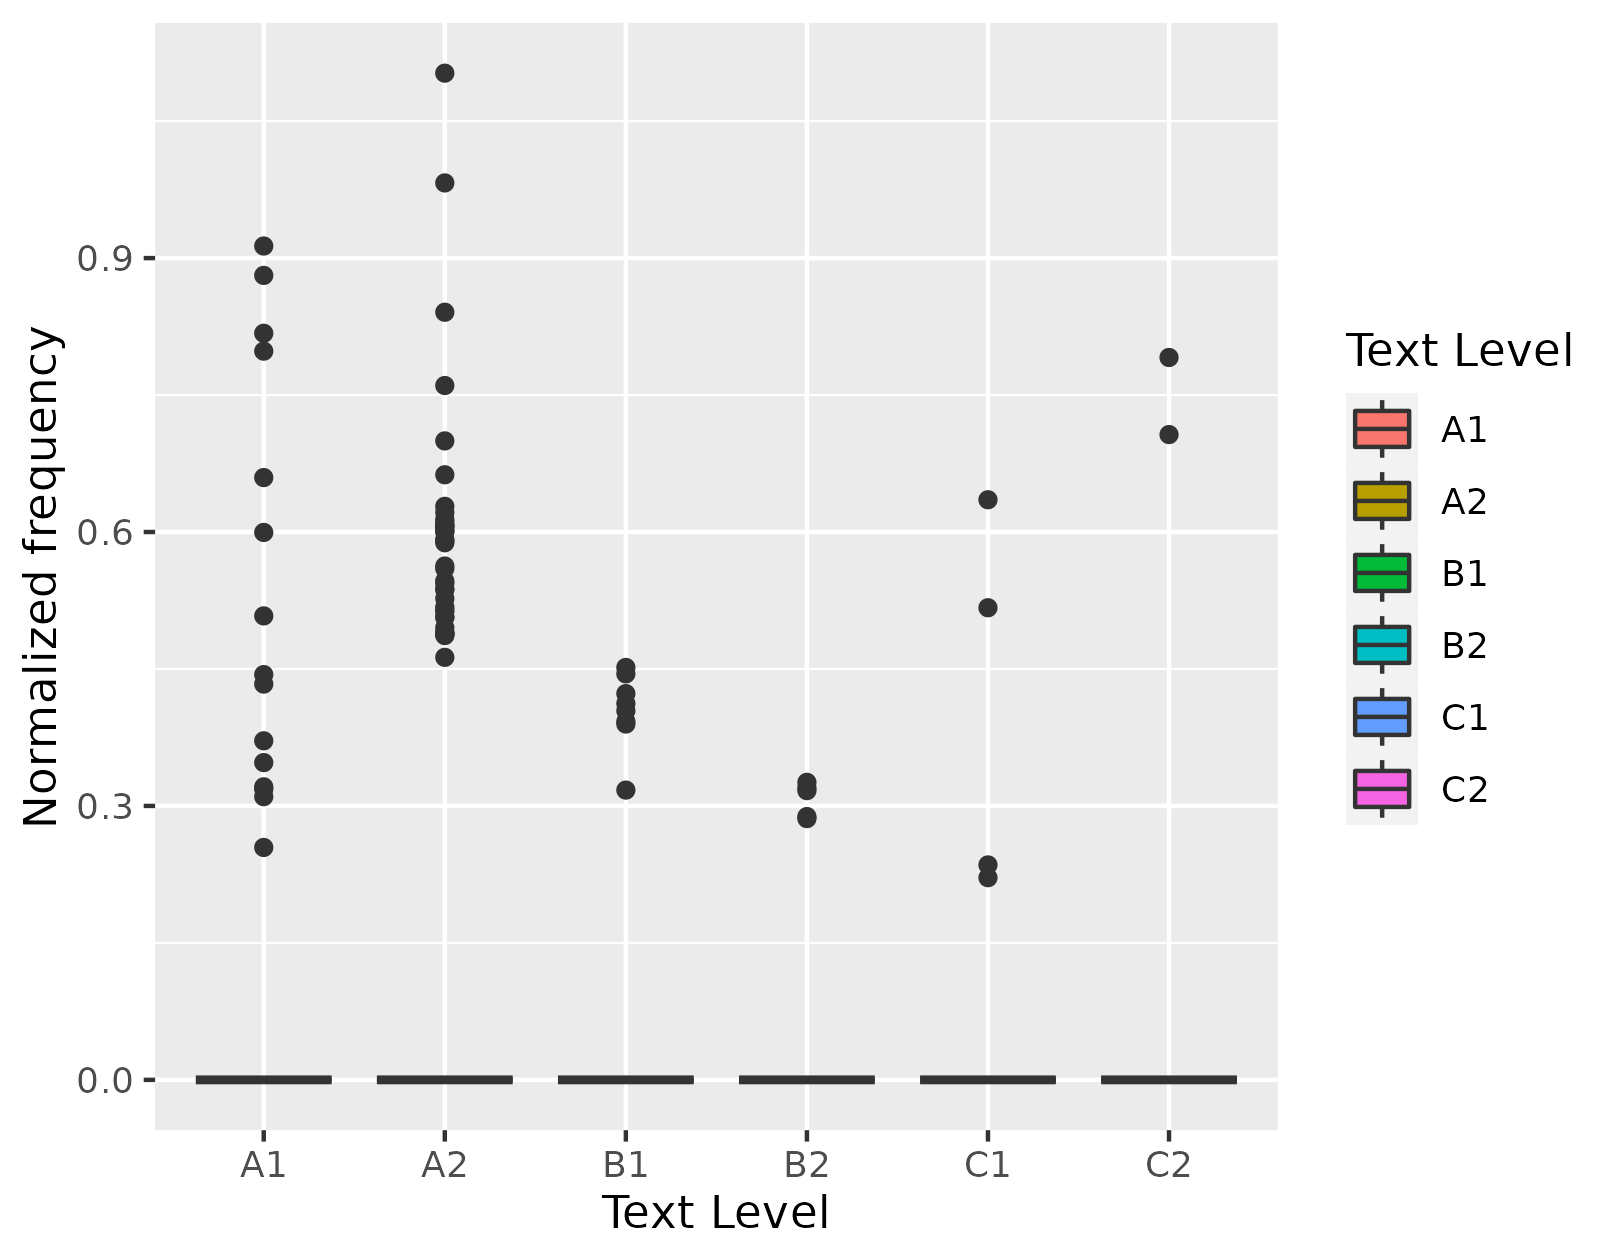 Normalized frequency
0.9
0.6
0.3
0.0
A1 A2 B1 B2 C1 C2
Text Level
Text Level
A1
A2
B1
B2
C1
C2